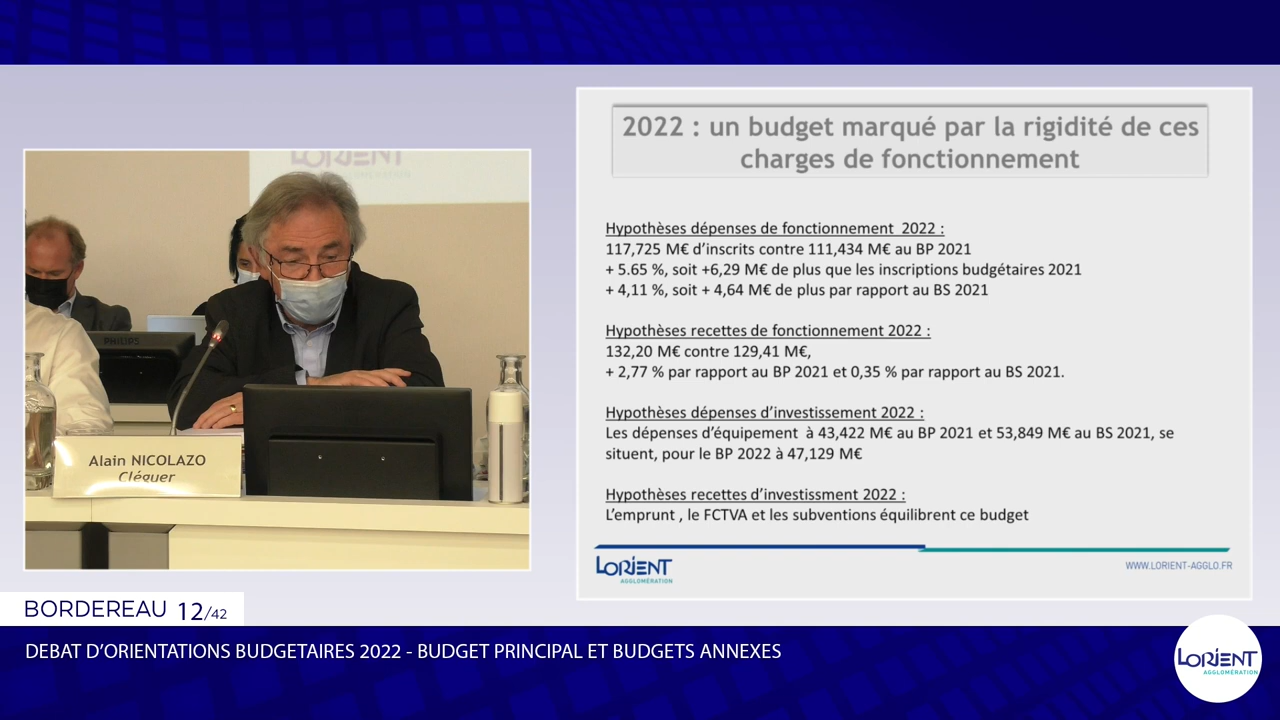 LORIENT
2022 : un budget marqué par la rigidité de ces
charges de fonctionnement
Hypothèses dépenses de fonctionnement 2022 :
117,725 M€ d'inscrits contre 111,434 M€ au BP 2021
+ 5.65 %, soit +6,29 M€ de plus que les inscriptions budgétaires 2021
+ 4,11 %, soit + 4,64 M€ de plus par rapport au BS 2021
Hypothèses recettes de fonctionnement 2022 :
132,20 M€ contre 129,41 M€,
+ 2,77 % par rapport au BP 2021 et 0,35 % par rapport au BS 2021.
Hypothèses dépenses d'investissement 2022 :
Les dépenses d'équipement à 43,422 M€ au BP 2021 et 53,849 M€ au BS 2021, se
situent, pour le BP 2022 à 47,129 M€
Hypothèses recettes d'investissment 2022 :
L'emprunt , le FCTVA et les subventions équilibrent ce budget
LORIENT
AGGLOMÉRATION
WWW.LORIENT-AGGLO.FR
PHILIPS
Alain NICOLAZO
Cléguer
BORDEREAU 12/42
DEBAT D'ORIENTATIONS BUDGETAIRES 2022 - BUDGET PRINCIPAL ET BUDGETS ANNEXES
LORIENT
AGGLOMÉRATION